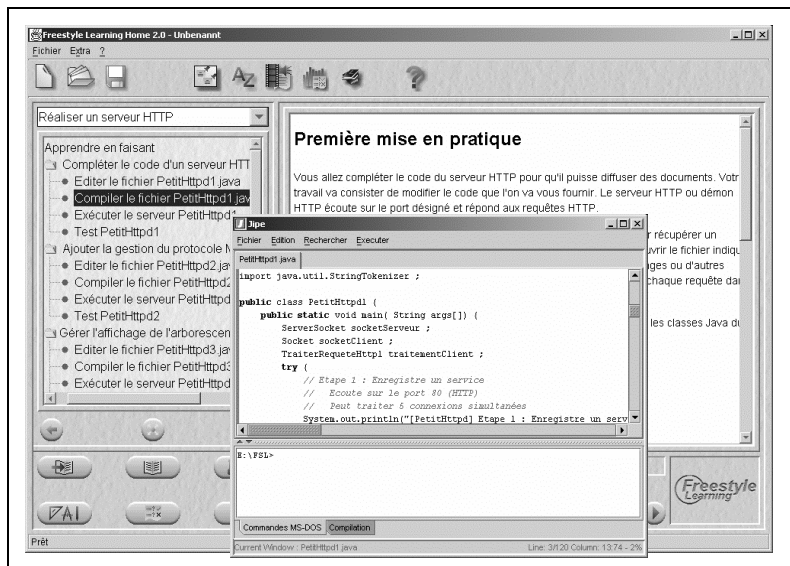 Freestyle Learning Home 2.0 - Unbenannt
Fichier Extra ?
AZ
?
Réaliser un serveur HTTP
Apprendre en faisant
Compléter le code d'un serveur HTT
Editer le fichier PetitHttpd1.java
Compiler le fichier PetitHttpd1.jav
Exécuter le serveur PetitHttpd1
Test PetitHttpd1
Ajouter la gestion du protocole
Editer le fichier PetitHttpd2.ja
Compiler le fichier PetitHttpd2
Exécuter le serveur PetitHttpd
Test PetitHttpd2
Gérer l'affichage de l'arborescen
Editer le fichier PetitHttpd3.ja
Compiler le fichier PetitHttpd3
Exécuter le serveur PetitHttpd
Première mise en pratique
Vous allez compléter le code du serveur HTTP pour qu'il puisse diffuser des documents. Votr
travail va consister de modifier le code que l'on va vous fournir. Le serveur HTTP ou démon
HTTP écoute sur le port désigné et répond aux requêtes HTTP.
récupérer un
le fichier indiqu
ou d'autres
chaque requête da
les classes Java du
Jipe
Fichier Edition Rechercher Executer
PetitHttpd1.java
import java.util.StringTokenizer ;
public class PetitHttpd1 {
public static void main( String args[]) {
ServerSocket socketServeur ;
Socket socketClient ;
TraiterRequeteHttp1 traitementClient ;
try {
// Etape 1 : Enregistre un service
// Ecoute sur le port 80 (HTTP)
// Peut traiter 5 connexions simultanées
System.out.println("[PetitHttpd] Etape 1 : Enregistre un serv
E:\FSL>
Commandes MS-DOS Compilation
Current Window : PetitHttpd1.java Line: 3/120 Column: 13:74 - 2%
Freestyle
Learning
Prêt